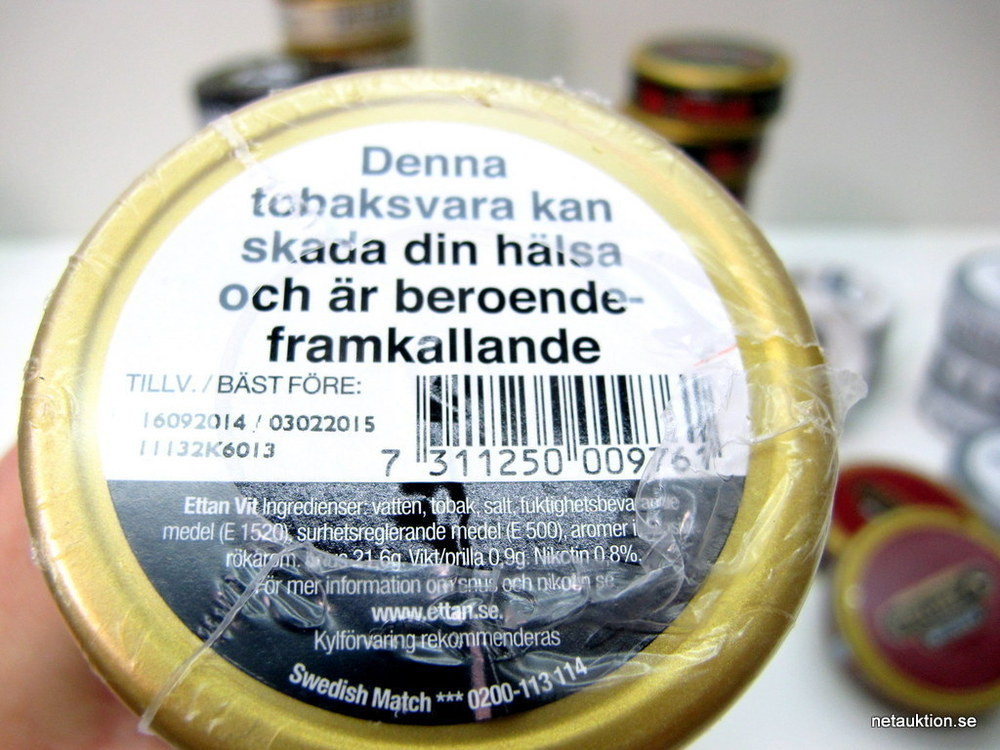 Denna
tobaksvara kan
skada din hälsa
och är beroende-
framkallande
TILLV. / BÄST FÖRE:
16092014 / 03022015
11132K6013
7 311250 009761
Ettan Vit Ingredienser: vatten, tobak, salt, fuktighetsbevarande
medel (E 1520), surhetsreglerande medel (E 500), aromer i
rökarom. snus 21,6g. Vikt/prilla 0,9g. Nikotin 0,8%.
För mer information om snus och nikotin se
www.ettan.se.
Kylförvaring rekommenderas
Swedish Match *** 0200-113 114
netauktion.se